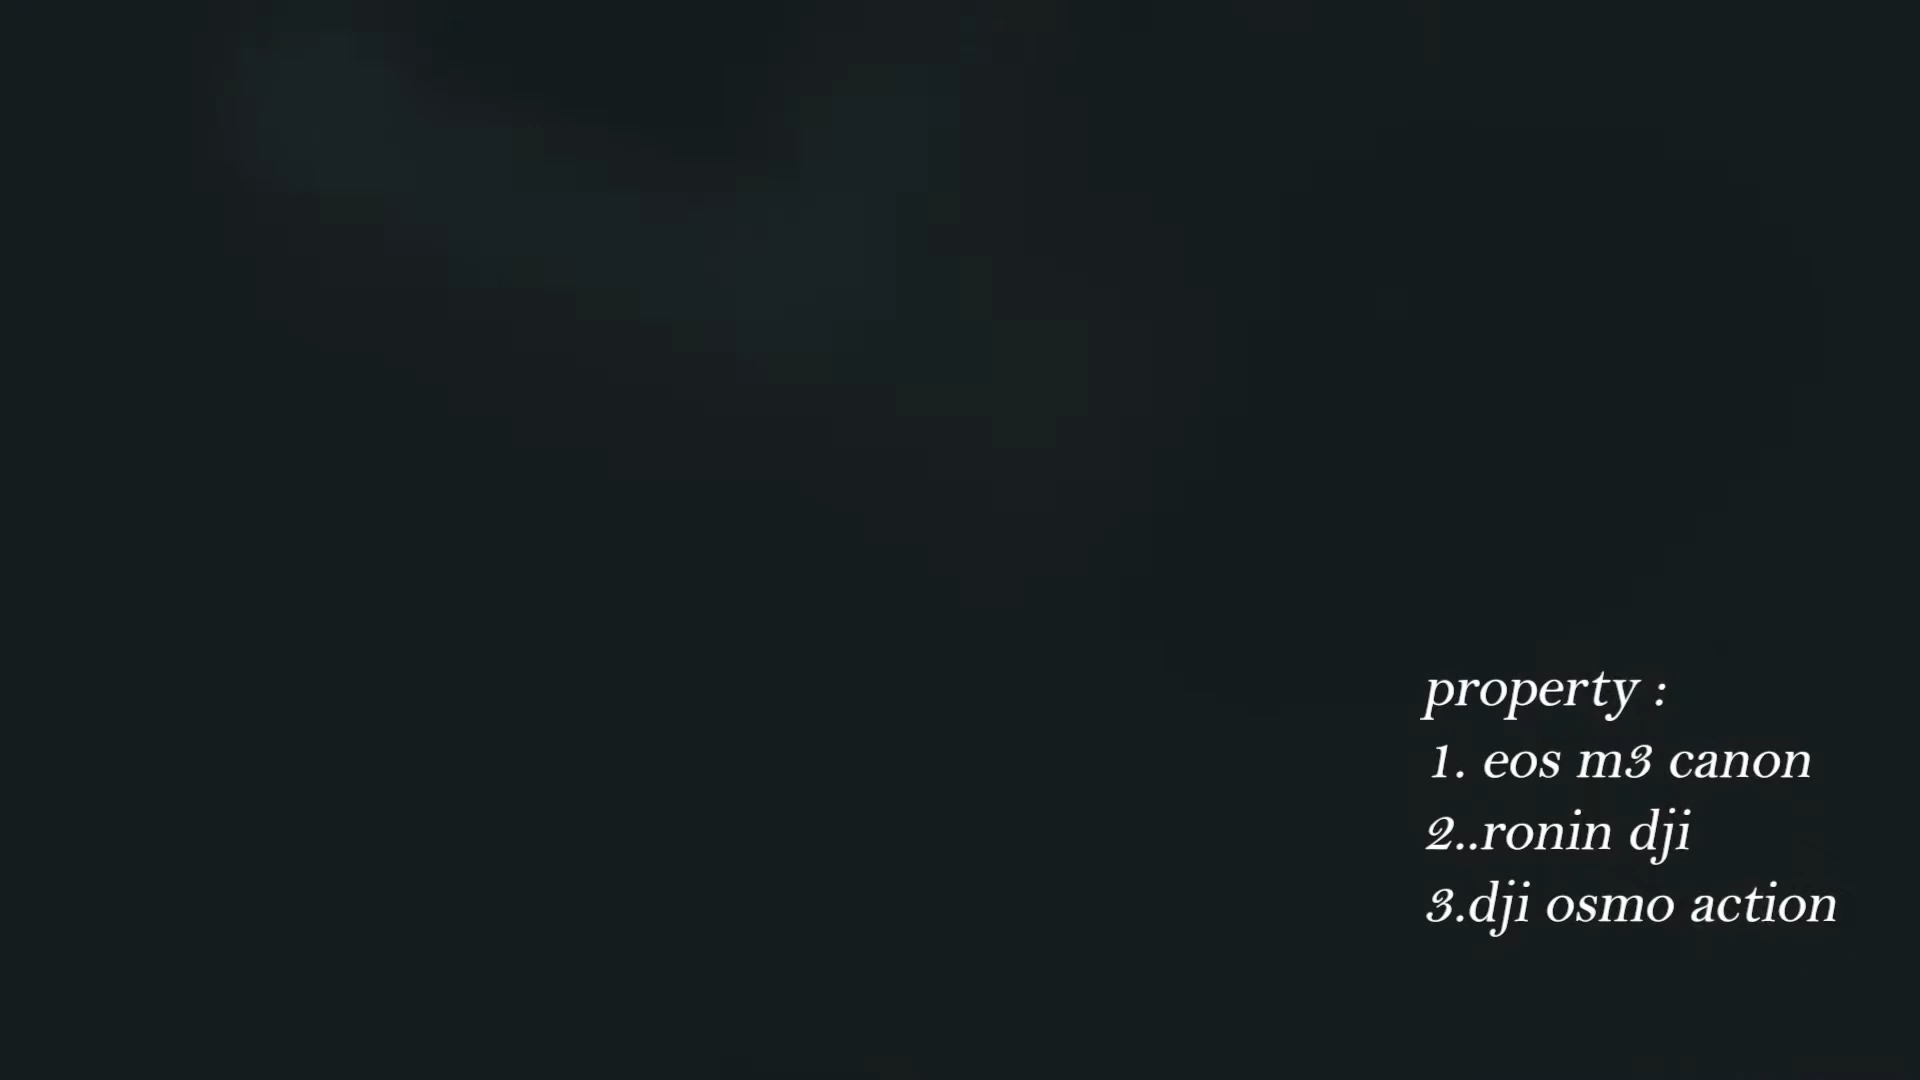 property :
1. eos m3 canon
2..ronin dji
3.dji osmo action